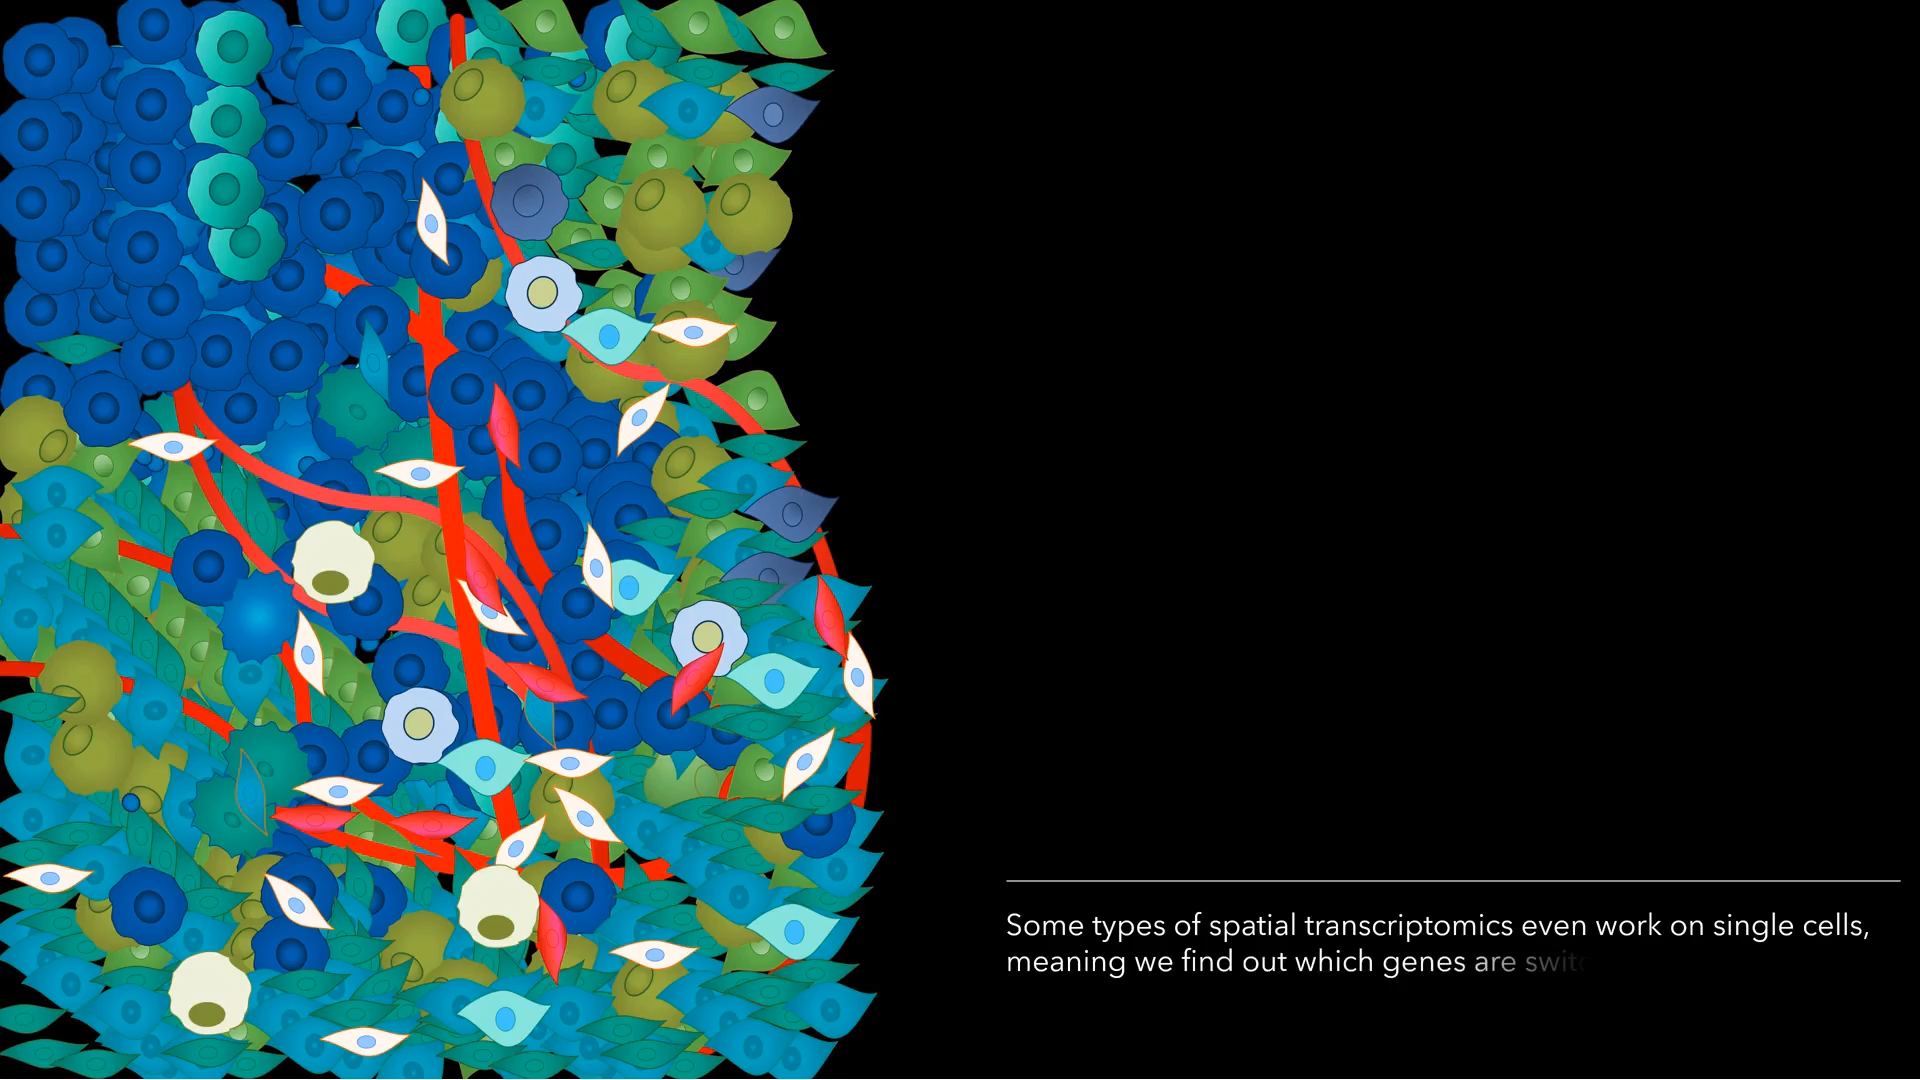 Some types of spatial transcriptomics even work on single cells,
meaning we find out which genes are